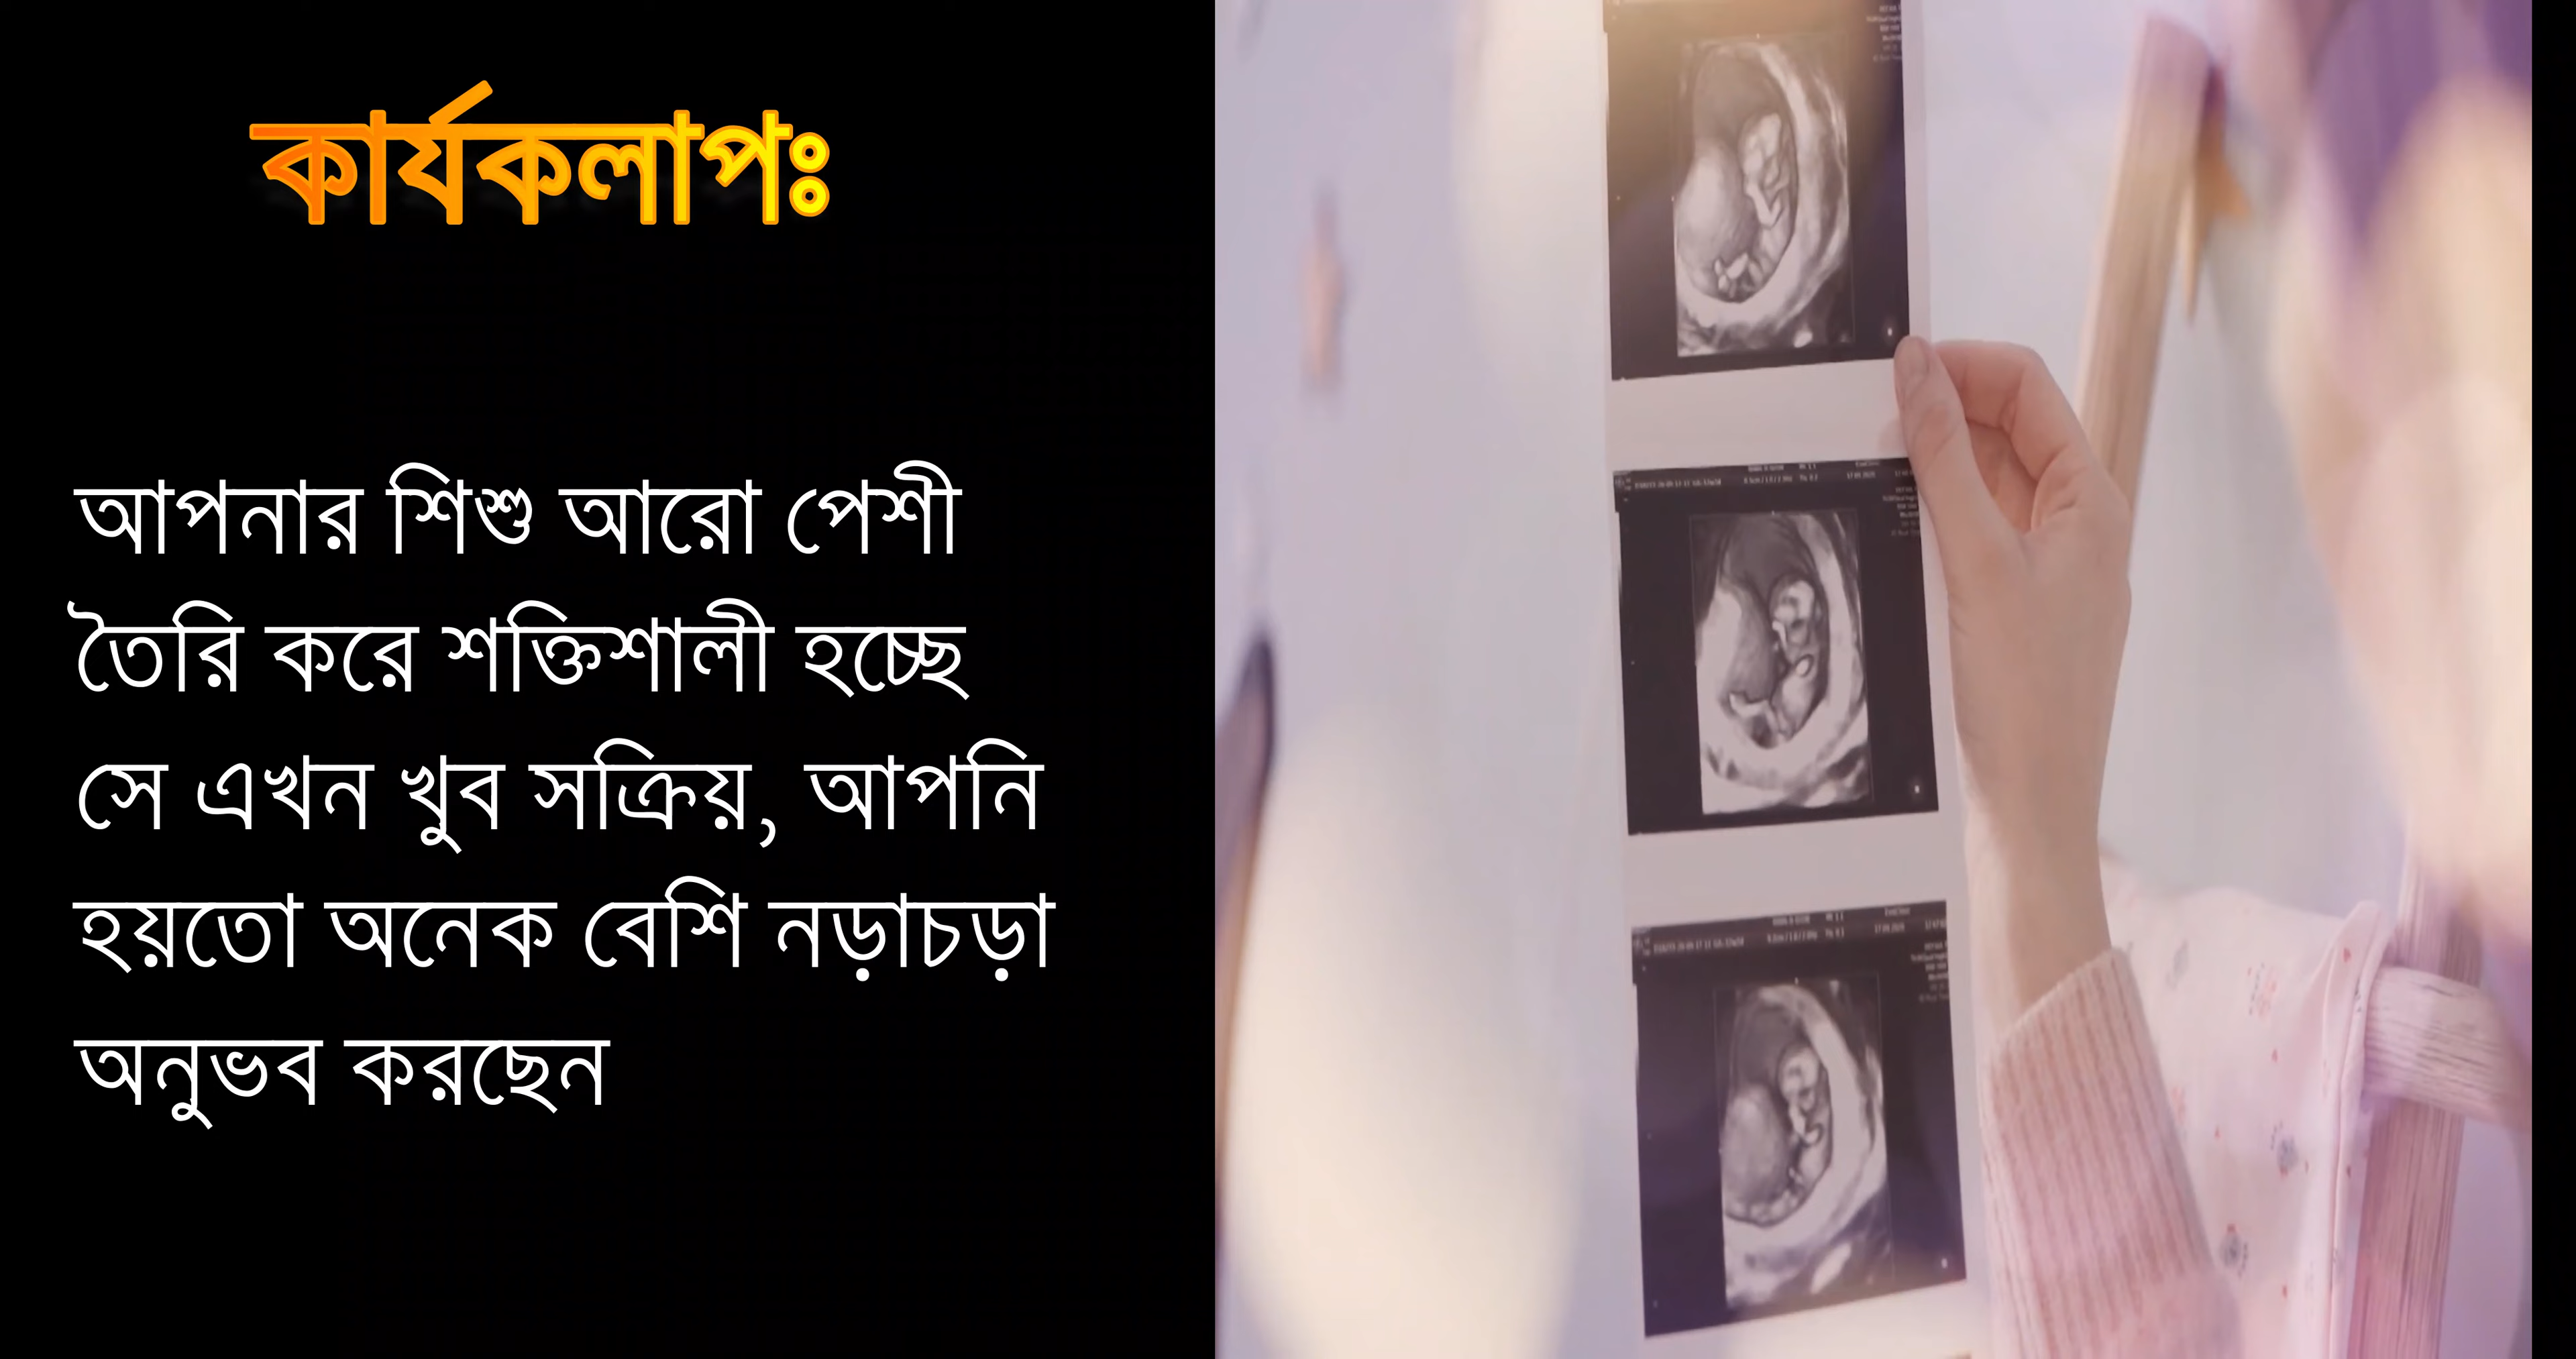 কার্যকলাপঃ
আপনার শিশু আরো পেশী
তৈরি করে শক্তিশালী হচ্ছে
সে এখন খুব সক্রিয়, আপনি
হয়তো অনেক বেশি নড়াচড়া
অনুভব করছেন